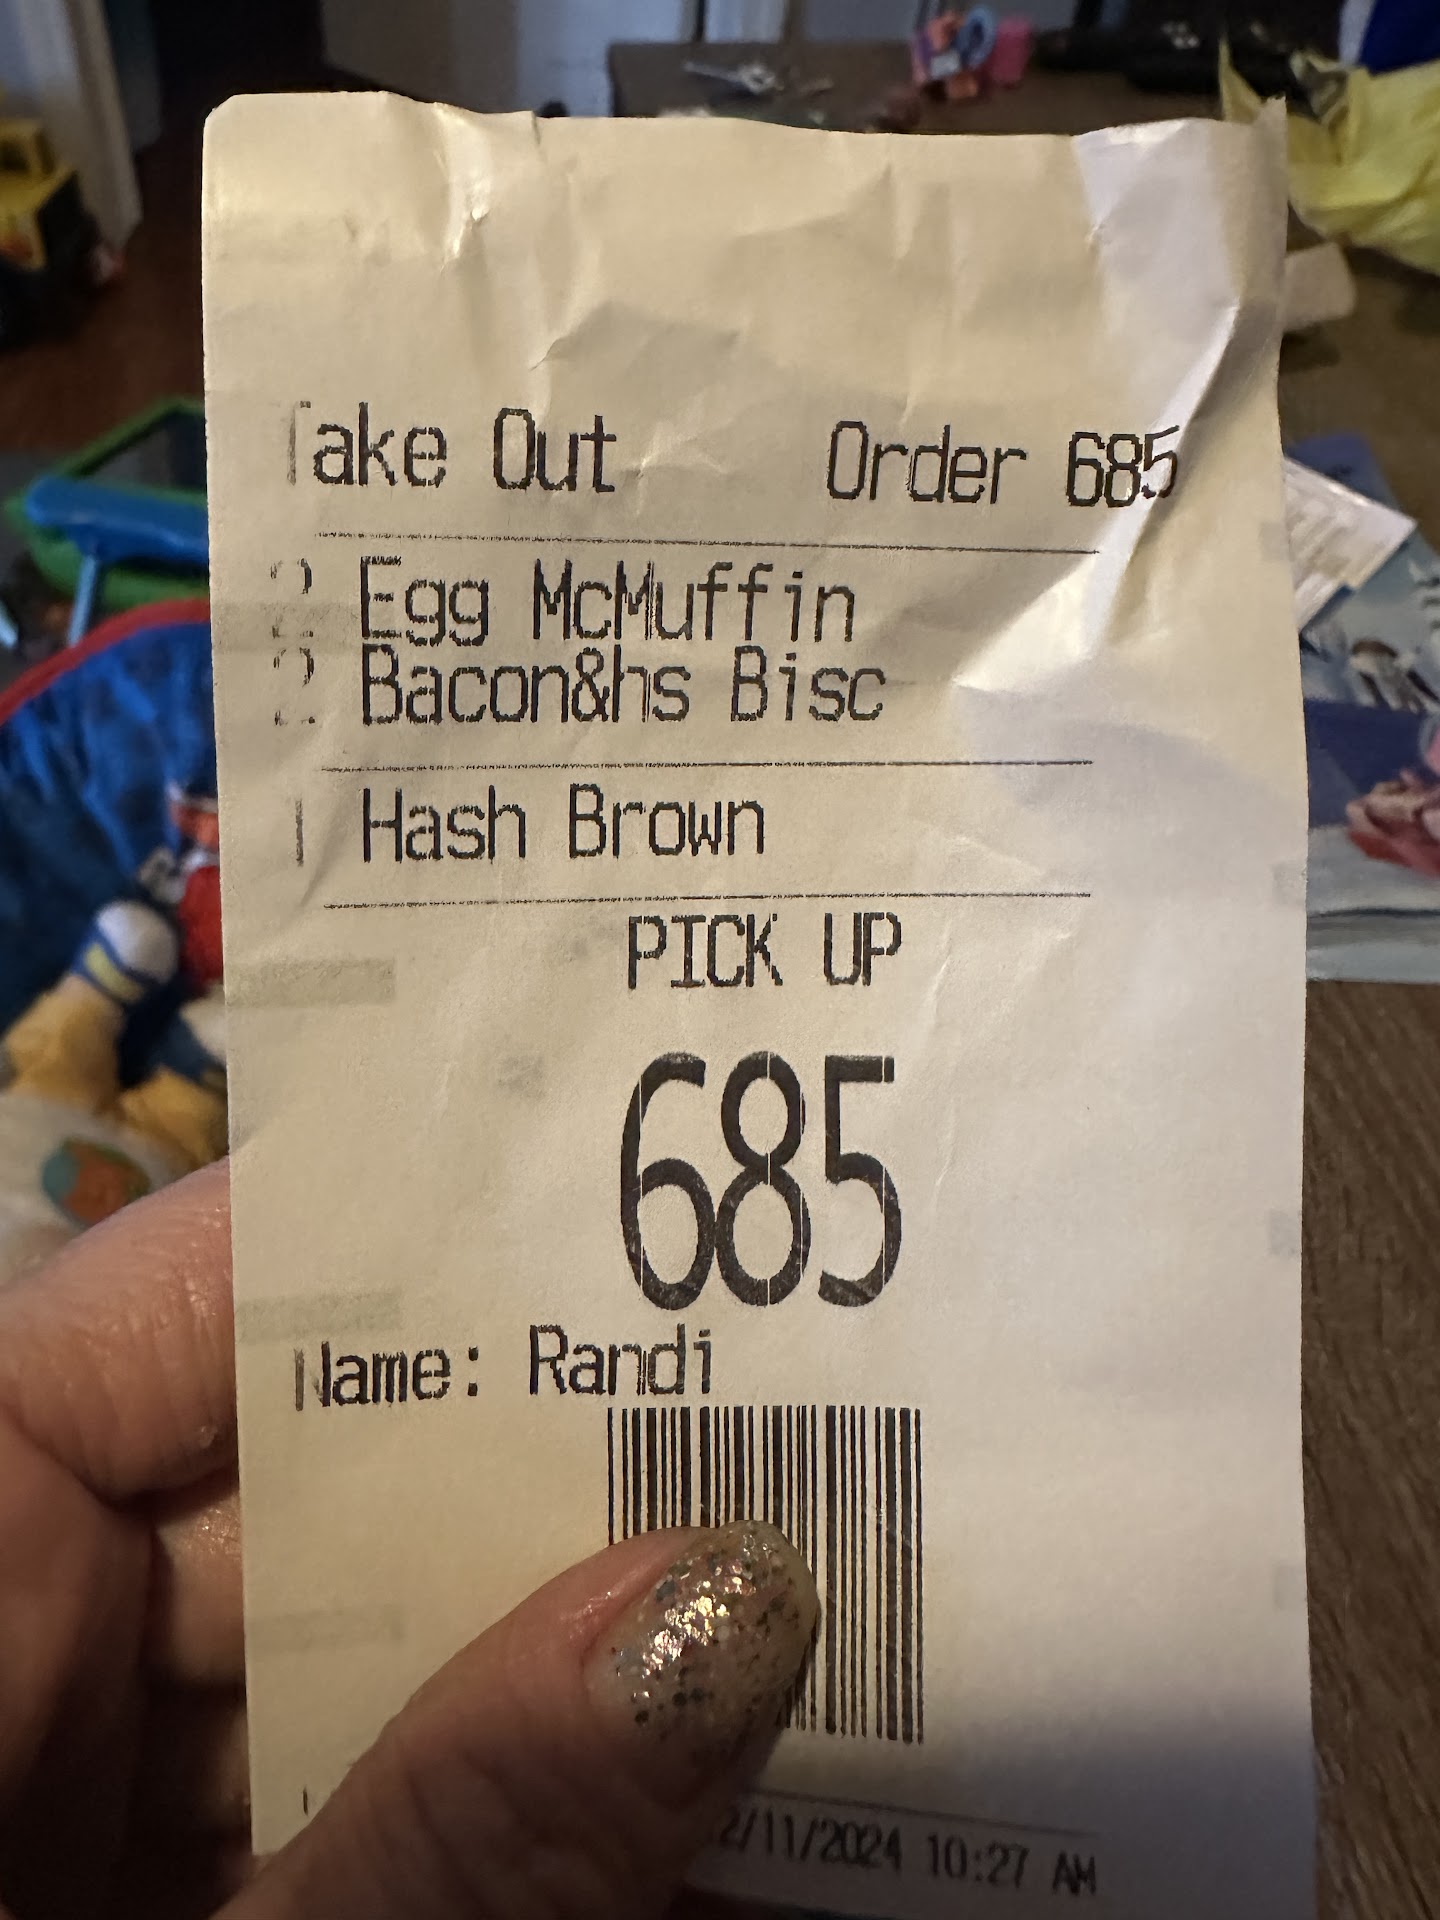 Take Out Order 685
2 Egg McMuffin
2 Bacon&hs Bisc
1 Hash Brown
PICK UP
685
Name: Randi
2/11/2024 10:27 AM